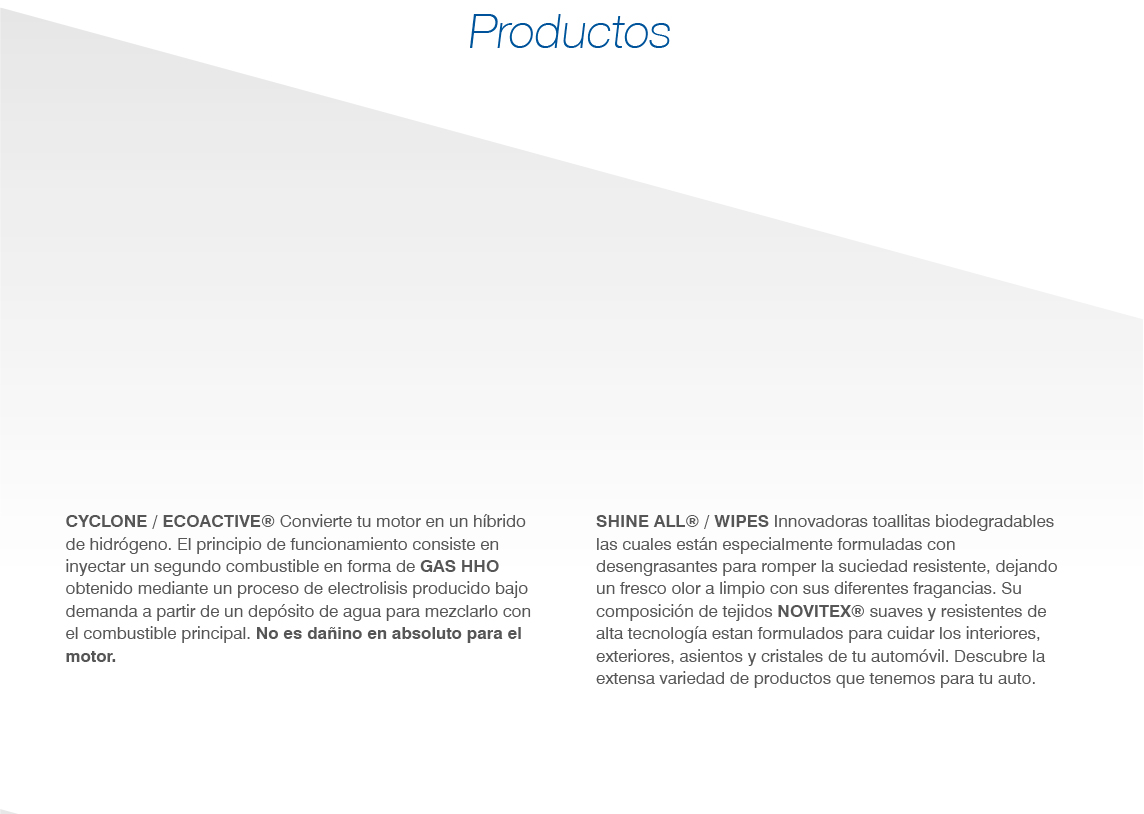 Productos
CYCLONE / ECOACTIVE® Convierte tu motor en un híbrido
de hidrógeno. El principio de funcionamiento consiste en
inyectar un segundo combustible en forma de GAS HHO
obtenido mediante un proceso de electrolisis producido bajo
demanda a partir de un depósito de agua para mezclarlo con
el combustible principal. No es dañino en absoluto para el
motor.
SHINE ALL® / WIPES Innovadoras toallitas biodegradables
las cuales están especialmente formuladas con
desengrasantes para romper la suciedad resistente, dejando
un fresco olor a limpio con sus diferentes fragancias. Su
composición de tejidos NOVITEX® suaves y resistentes de
alta tecnología estan formulados para cuidar los interiores,
exteriores, asientos y cristales de tu automóvil. Descubre la
extensa variedad de productos que tenemos para tu auto.